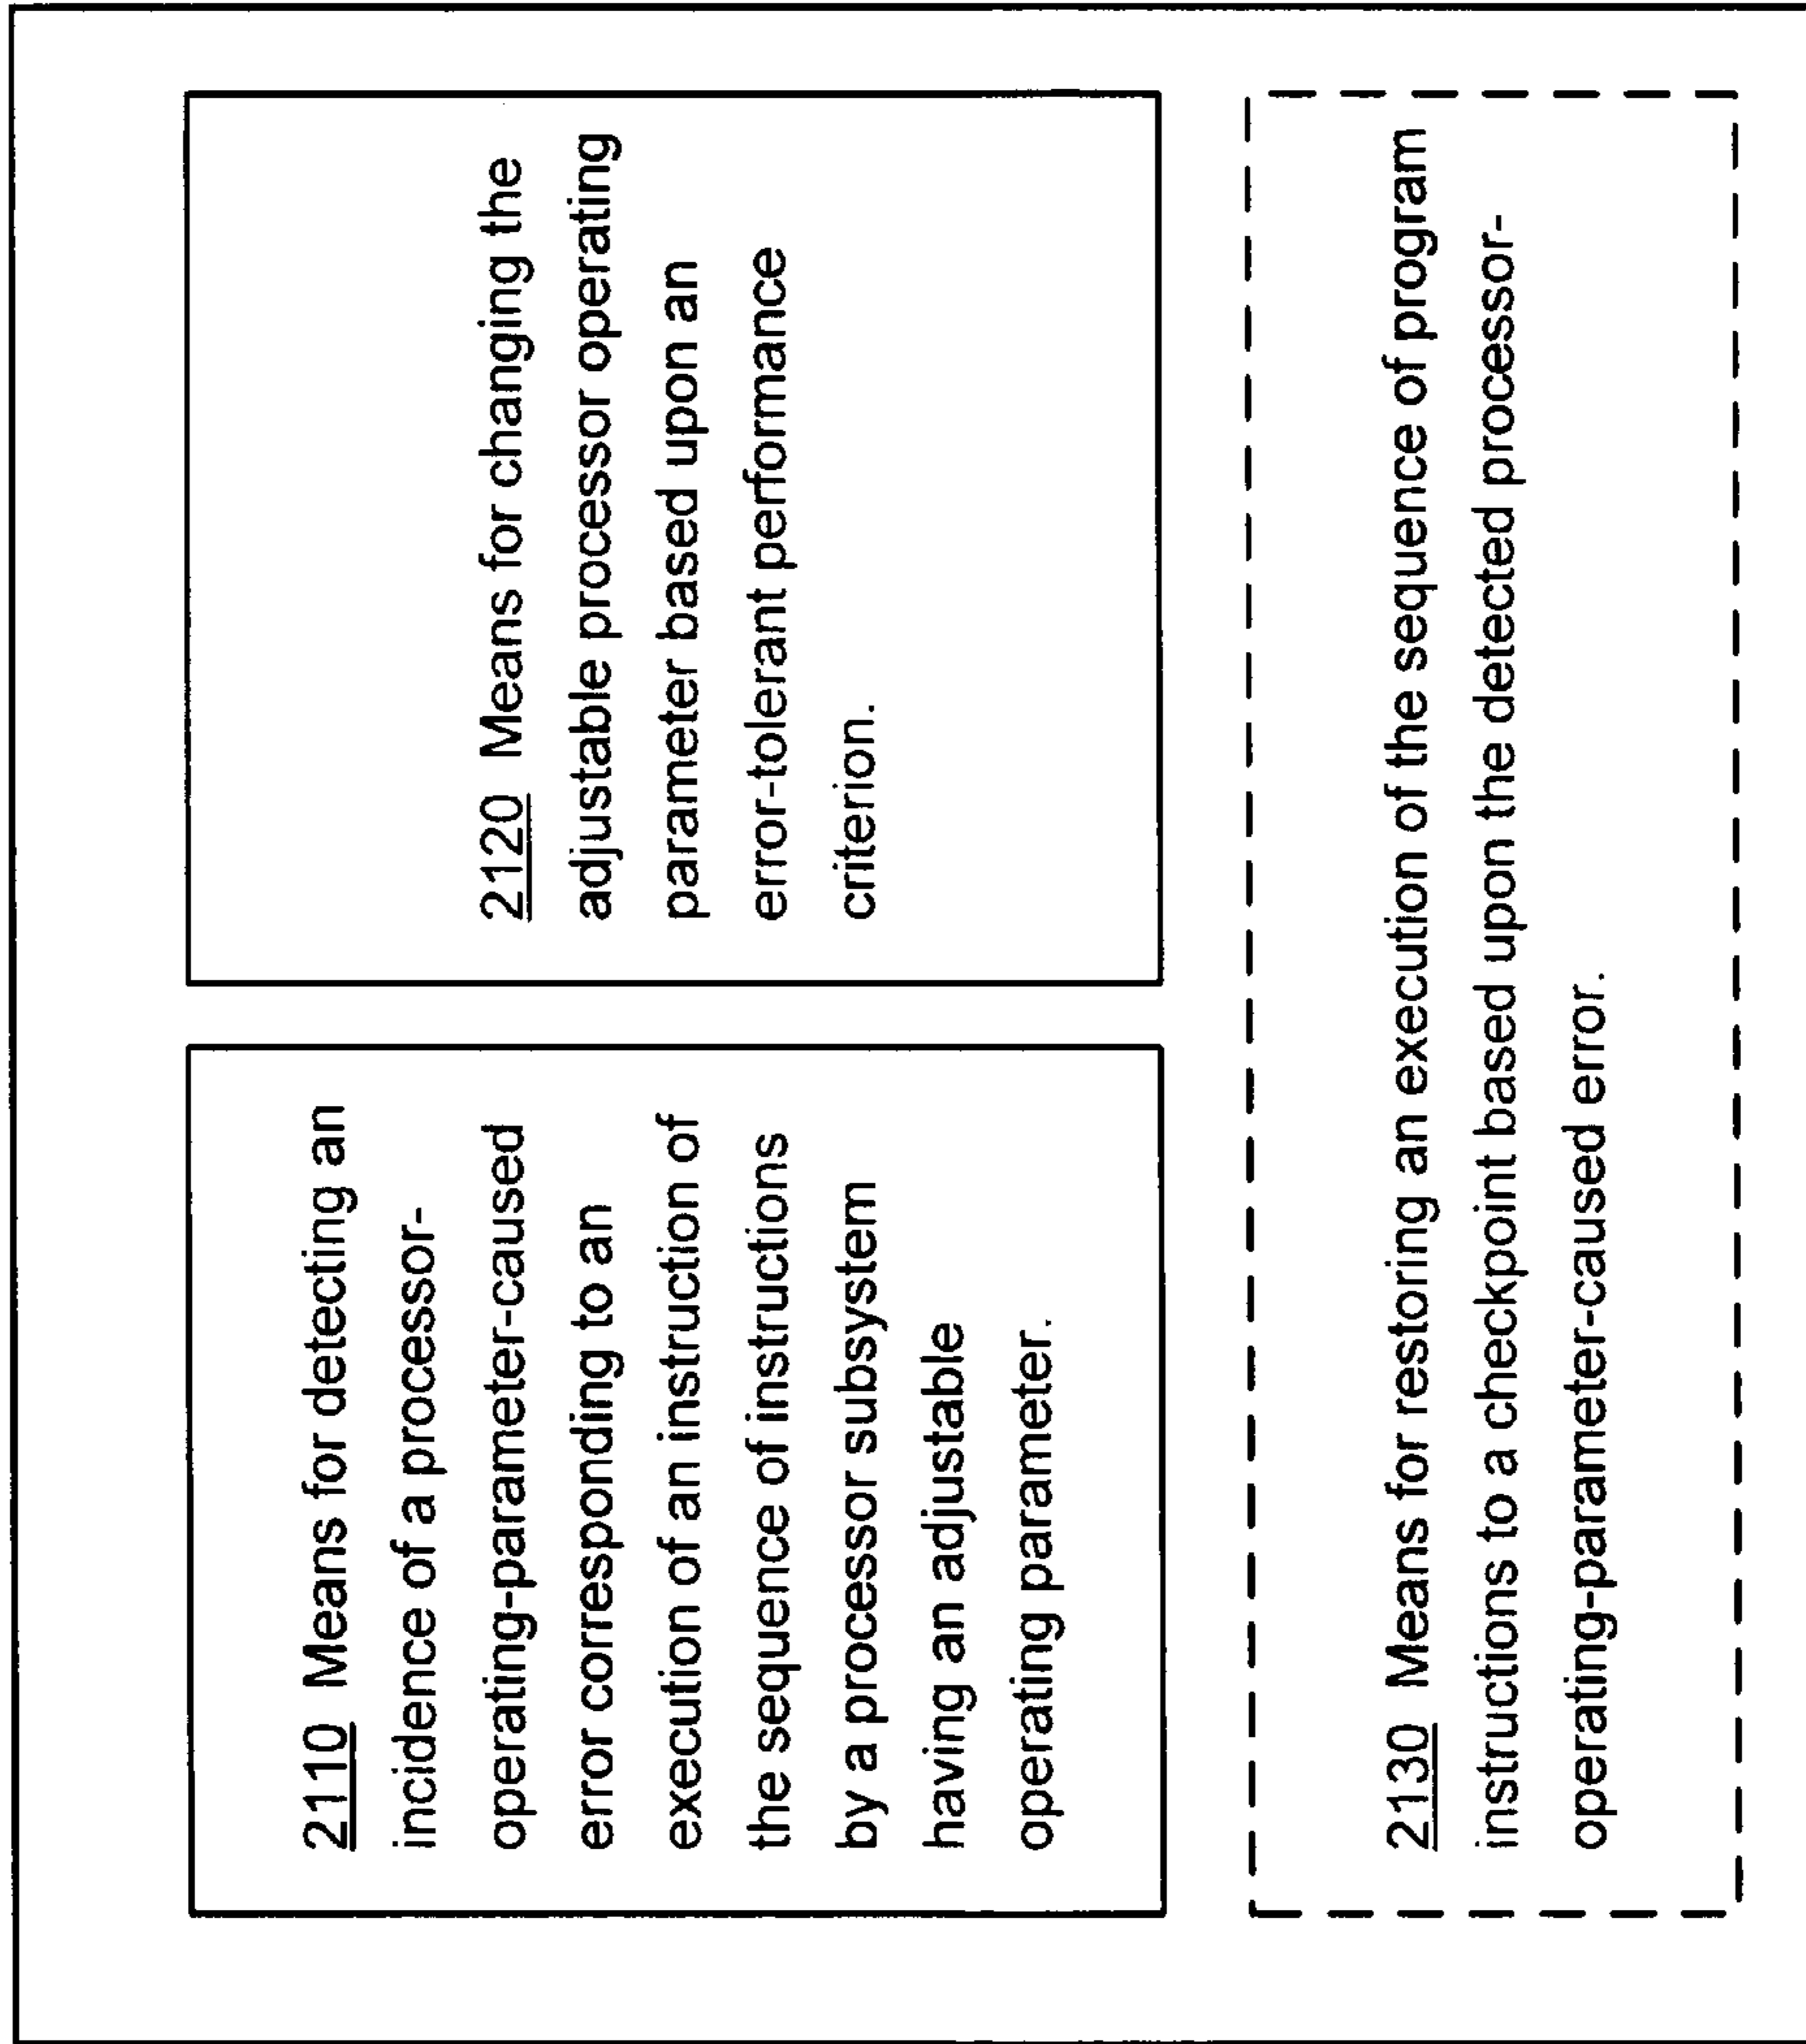 2110 Means for detecting an
incidence of a processor-
operating-parameter-caused
error corresponding to an
execution of an instruction of
the sequence of instructions
by a processor subsystem
having an adjustable
operating parameter.
2120 Means for changing the
adjustable processor operating
parameter based upon an
error-tolerant performance
criterion.
2130 Means for restoring an execution of the sequence of program
instructions to a checkpoint based upon the detected processor-
operating-parameter-caused error.